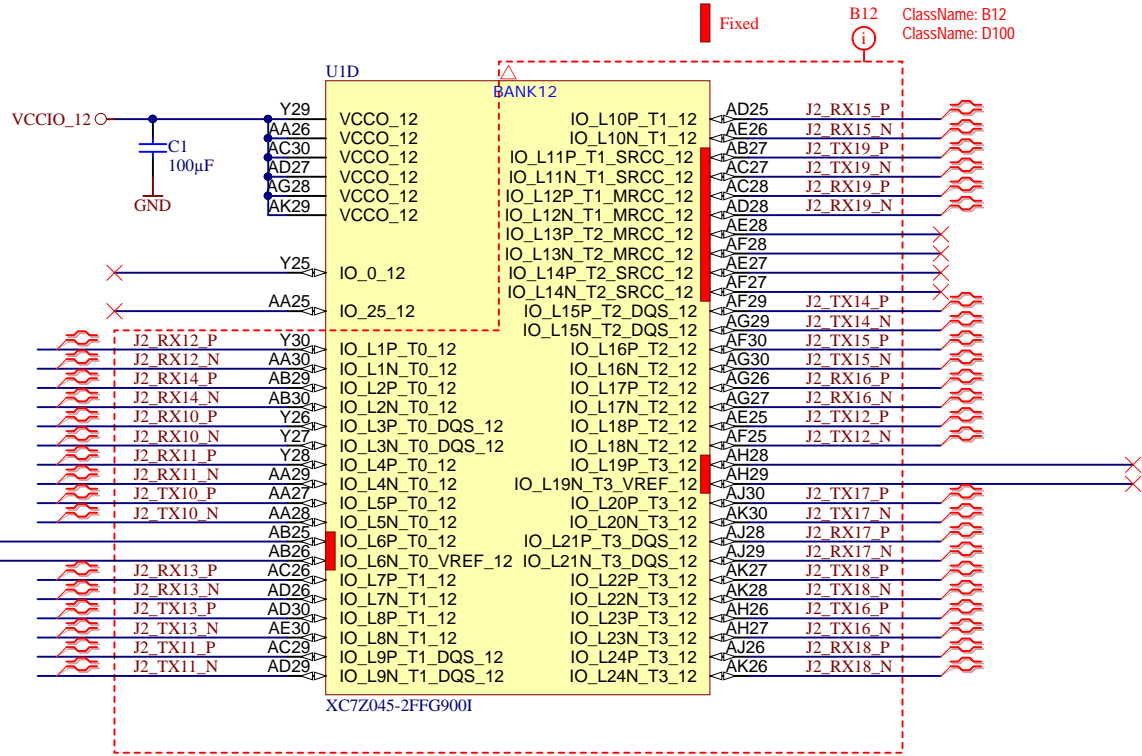 Fixed
B12
ClassName: B12
ClassName: D100
i
U1D
BANK12
VCCIO_12
C1
100µF
GND
Y29 VCCO_12
AA26 VCCO_12
AC30 VCCO_12
AD27 VCCO_12
AG28 VCCO_12
AK29 VCCO_12
Y25 IO_0_12
AA25 IO_25_12
J2_RX12_P Y30 IO_L1P_T0_12
J2_RX12_N AA30 IO_L1N_T0_12
J2_RX14_P AB29 IO_L2P_T0_12
J2_RX14_N AB30 IO_L2N_T0_12
J2_RX10_P Y26 IO_L3P_T0_DQS_12
J2_RX10_N Y27 IO_L3N_T0_DQS_12
J2_RX11_P Y28 IO_L4P_T0_12
J2_RX11_N AA29 IO_L4N_T0_12
J2_TX10_P AA27 IO_L5P_T0_12
J2_TX10_N AA28 IO_L5N_T0_12
AB25 IO_L6P_T0_12
AB26 IO_L6N_T0_VREF_12
J2_RX13_P AC26 IO_L7P_T1_12
J2_RX13_N AD26 IO_L7N_T1_12
J2_TX13_P AD30 IO_L8P_T1_12
J2_TX13_N AE30 IO_L8N_T1_12
J2_TX11_P AC29 IO_L9P_T1_DQS_12
J2_TX11_N AD29 IO_L9N_T1_DQS_12
IO_L10P_T1_12 AD25 J2_RX15_P
IO_L10N_T1_12 AE26 J2_RX15_N
IO_L11P_T1_SRCC_12 AB27 J2_TX19_P
IO_L11N_T1_SRCC_12 AC27 J2_TX19_N
IO_L12P_T1_MRCC_12 AC28 J2_RX19_P
IO_L12N_T1_MRCC_12 AD28 J2_RX19_N
IO_L13P_T2_MRCC_12 AE28
IO_L13N_T2_MRCC_12 AF28
IO_L14P_T2_SRCC_12 AE27
IO_L14N_T2_SRCC_12 AF27
IO_L15P_T2_DQS_12 AF29 J2_TX14_P
IO_L15N_T2_DQS_12 AG29 J2_TX14_N
IO_L16P_T2_12 AF30 J2_TX15_P
IO_L16N_T2_12 AG30 J2_TX15_N
IO_L17P_T2_12 AG26 J2_RX16_P
IO_L17N_T2_12 AG27 J2_RX16_N
IO_L18P_T2_12 AE25 J2_TX12_P
IO_L18N_T2_12 AF25 J2_TX12_N
IO_L19P_T3_12 AH28
IO_L19N_T3_VREF_12 AH29
IO_L20P_T3_12 AJ30 J2_TX17_P
IO_L20N_T3_12 AK30 J2_TX17_N
IO_L21P_T3_DQS_12 AJ28 J2_RX17_P
IO_L21N_T3_DQS_12 AJ29 J2_RX17_N
IO_L22P_T3_12 AK27 J2_TX18_P
IO_L22N_T3_12 AK28 J2_TX18_N
IO_L23P_T3_12 AH26 J2_TX16_P
IO_L23N_T3_12 AH27 J2_TX16_N
IO_L24P_T3_12 AJ26 J2_RX18_P
IO_L24N_T3_12 AK26 J2_RX18_N
XC7Z045-2FFG900I